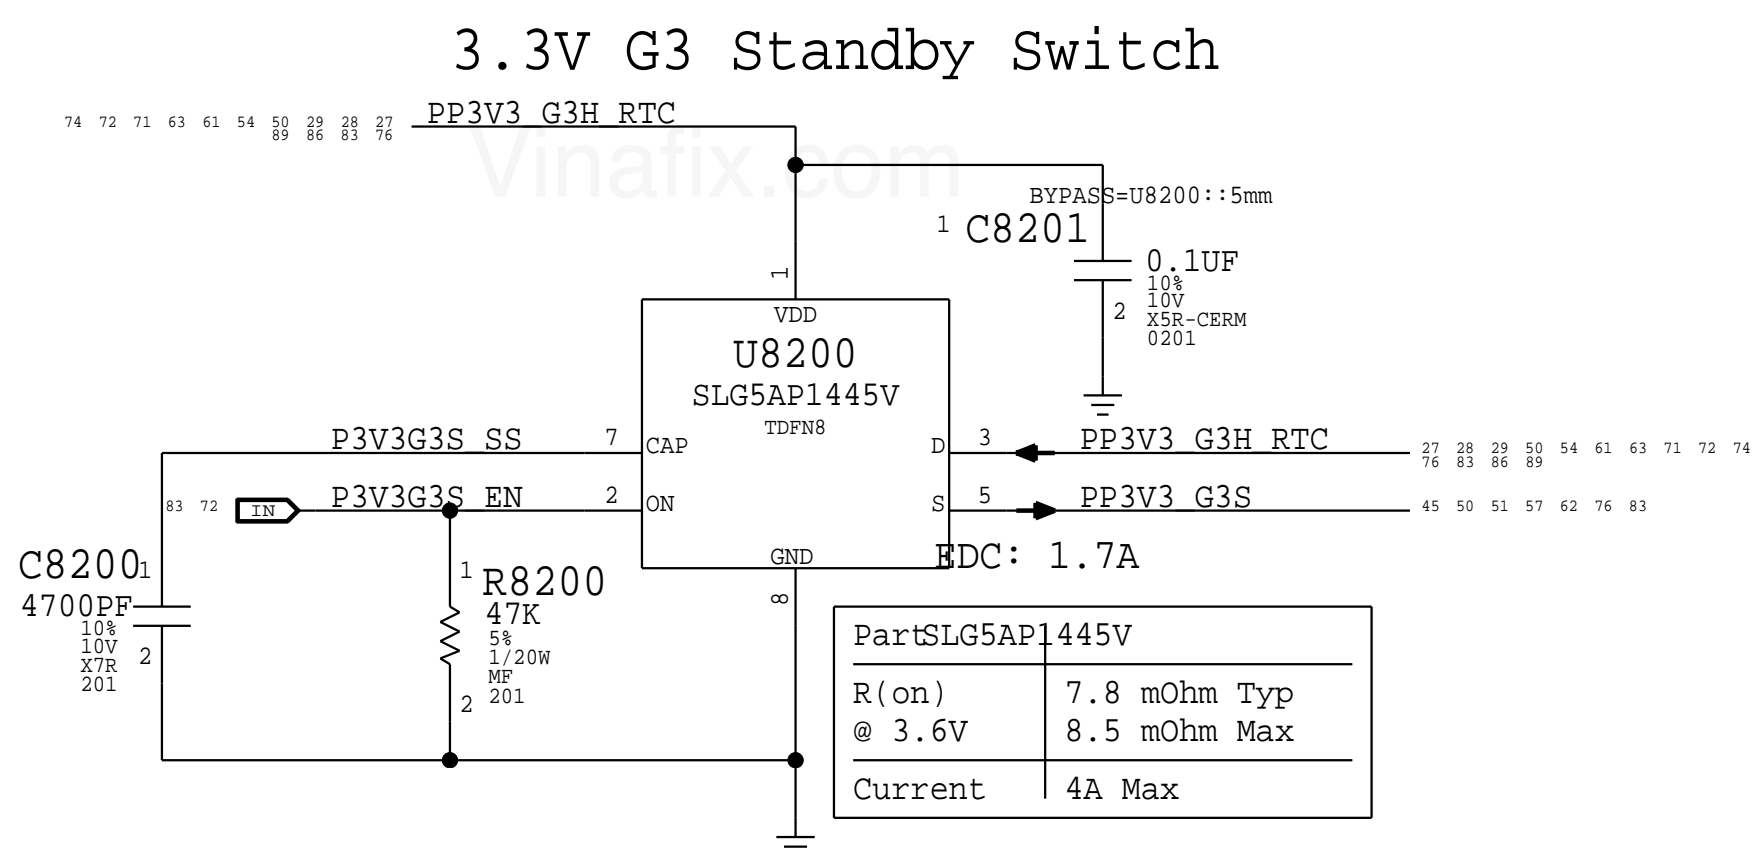 3.3V G3 Standby Switch
PP3V3_G3H_RTC
74 72 71 63 61 54 50 29 28 27
89 86 83 76
Vinafix.com
BYPASS=U8200::5mm
1 C8201
0.1UF
10%
10V
X5R-CERM
0201
2
1
VDD
U8200
SLG5AP1445V
TDFN8
P3V3G3S_SS 7 CAP
D 3 PP3V3_G3H_RTC 27 28 29 50 54 61 63 71 72 74
76 83 86 89
83 72 IN P3V3G3S_EN 2 ON
S 5 PP3V3_G3S 45 50 51 57 62 76 83
EDC: 1.7A
GND
8
C8200 1
4700PF
10%
10V
X7R
201
2
1 R8200
47K
5%
1/20W
MF
201
2
Part SLG5AP1445V
R(on) 7.8 mOhm Typ
@ 3.6V 8.5 mOhm Max
Current 4A Max